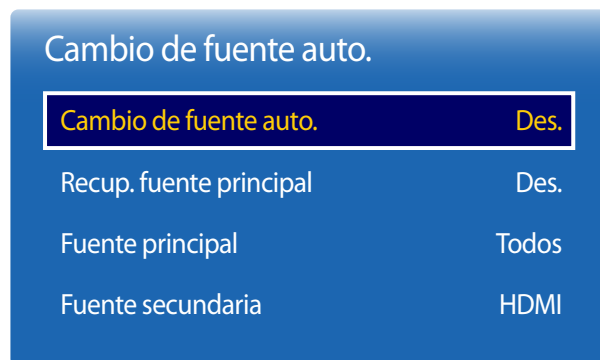 Cambio de fuente auto.
Cambio de fuente auto. Des.
Recup. fuente principal Des.
Fuente principal Todos
Fuente secundaria HDMI